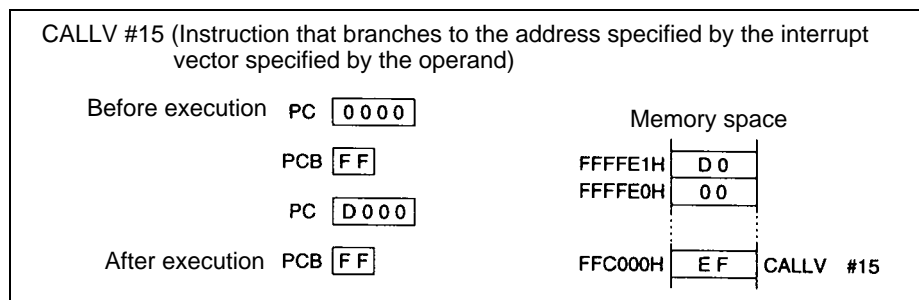 CALLV #15 (Instruction that branches to the address specified by the interrupt
vector specified by the operand)
Before execution PC 0000
Memory space
PCB FF
FFFFE1H D0
FFFFE0H 00
PC D000
After execution PCB FF
FFC000H EF CALLV #15